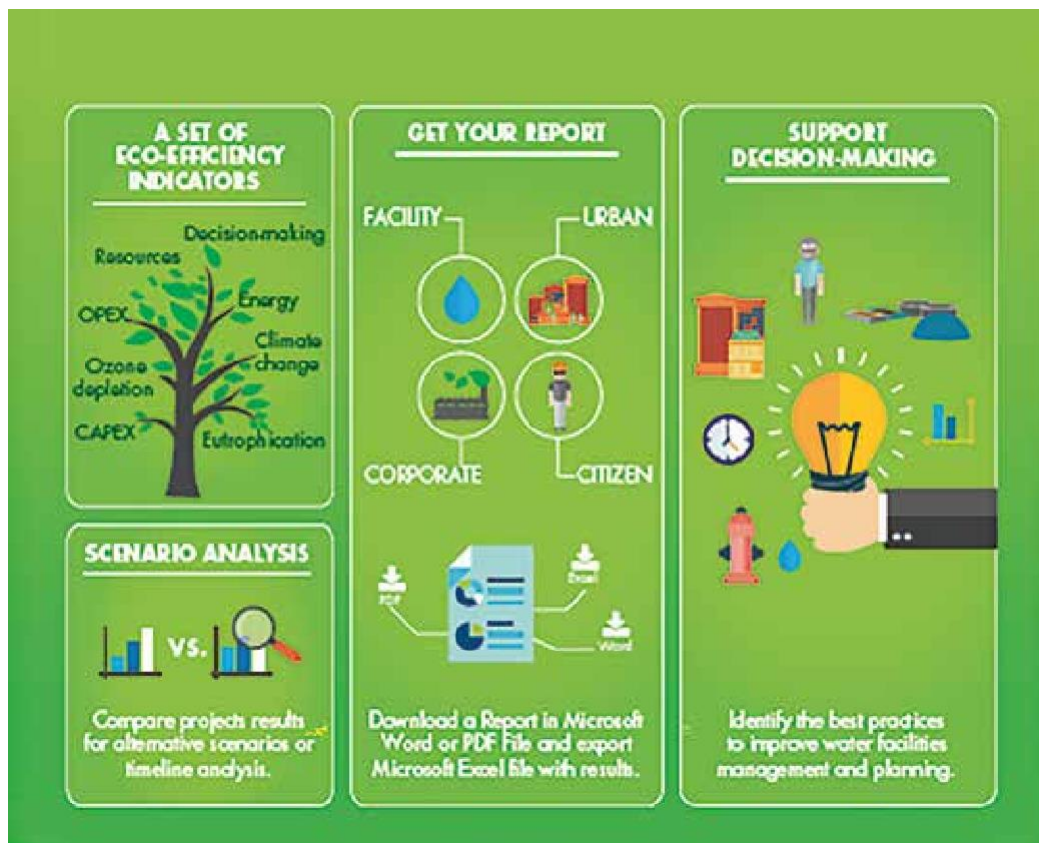 A SET OF
ECO-EFFICIENCY
INDICATORS
Decision-making
Resources
Energy
OPEX
Climate
change
Ozone
depletion
CAPEX
Eutrophication
SCENARIO ANALYSIS
VS.
Compare projects results
for alternative scenarios or
timeline analysis.
GET YOUR REPORT
FACILITY
URBAN
CORPORATE
CITIZEN
PDF
Excel
Word
Download a Report in Microsoft
Word or PDF File and export
Microsoft Excel file with results.
SUPPORT
DECISION-MAKING
Identify the best practices
to improve water facilities
management and planning.